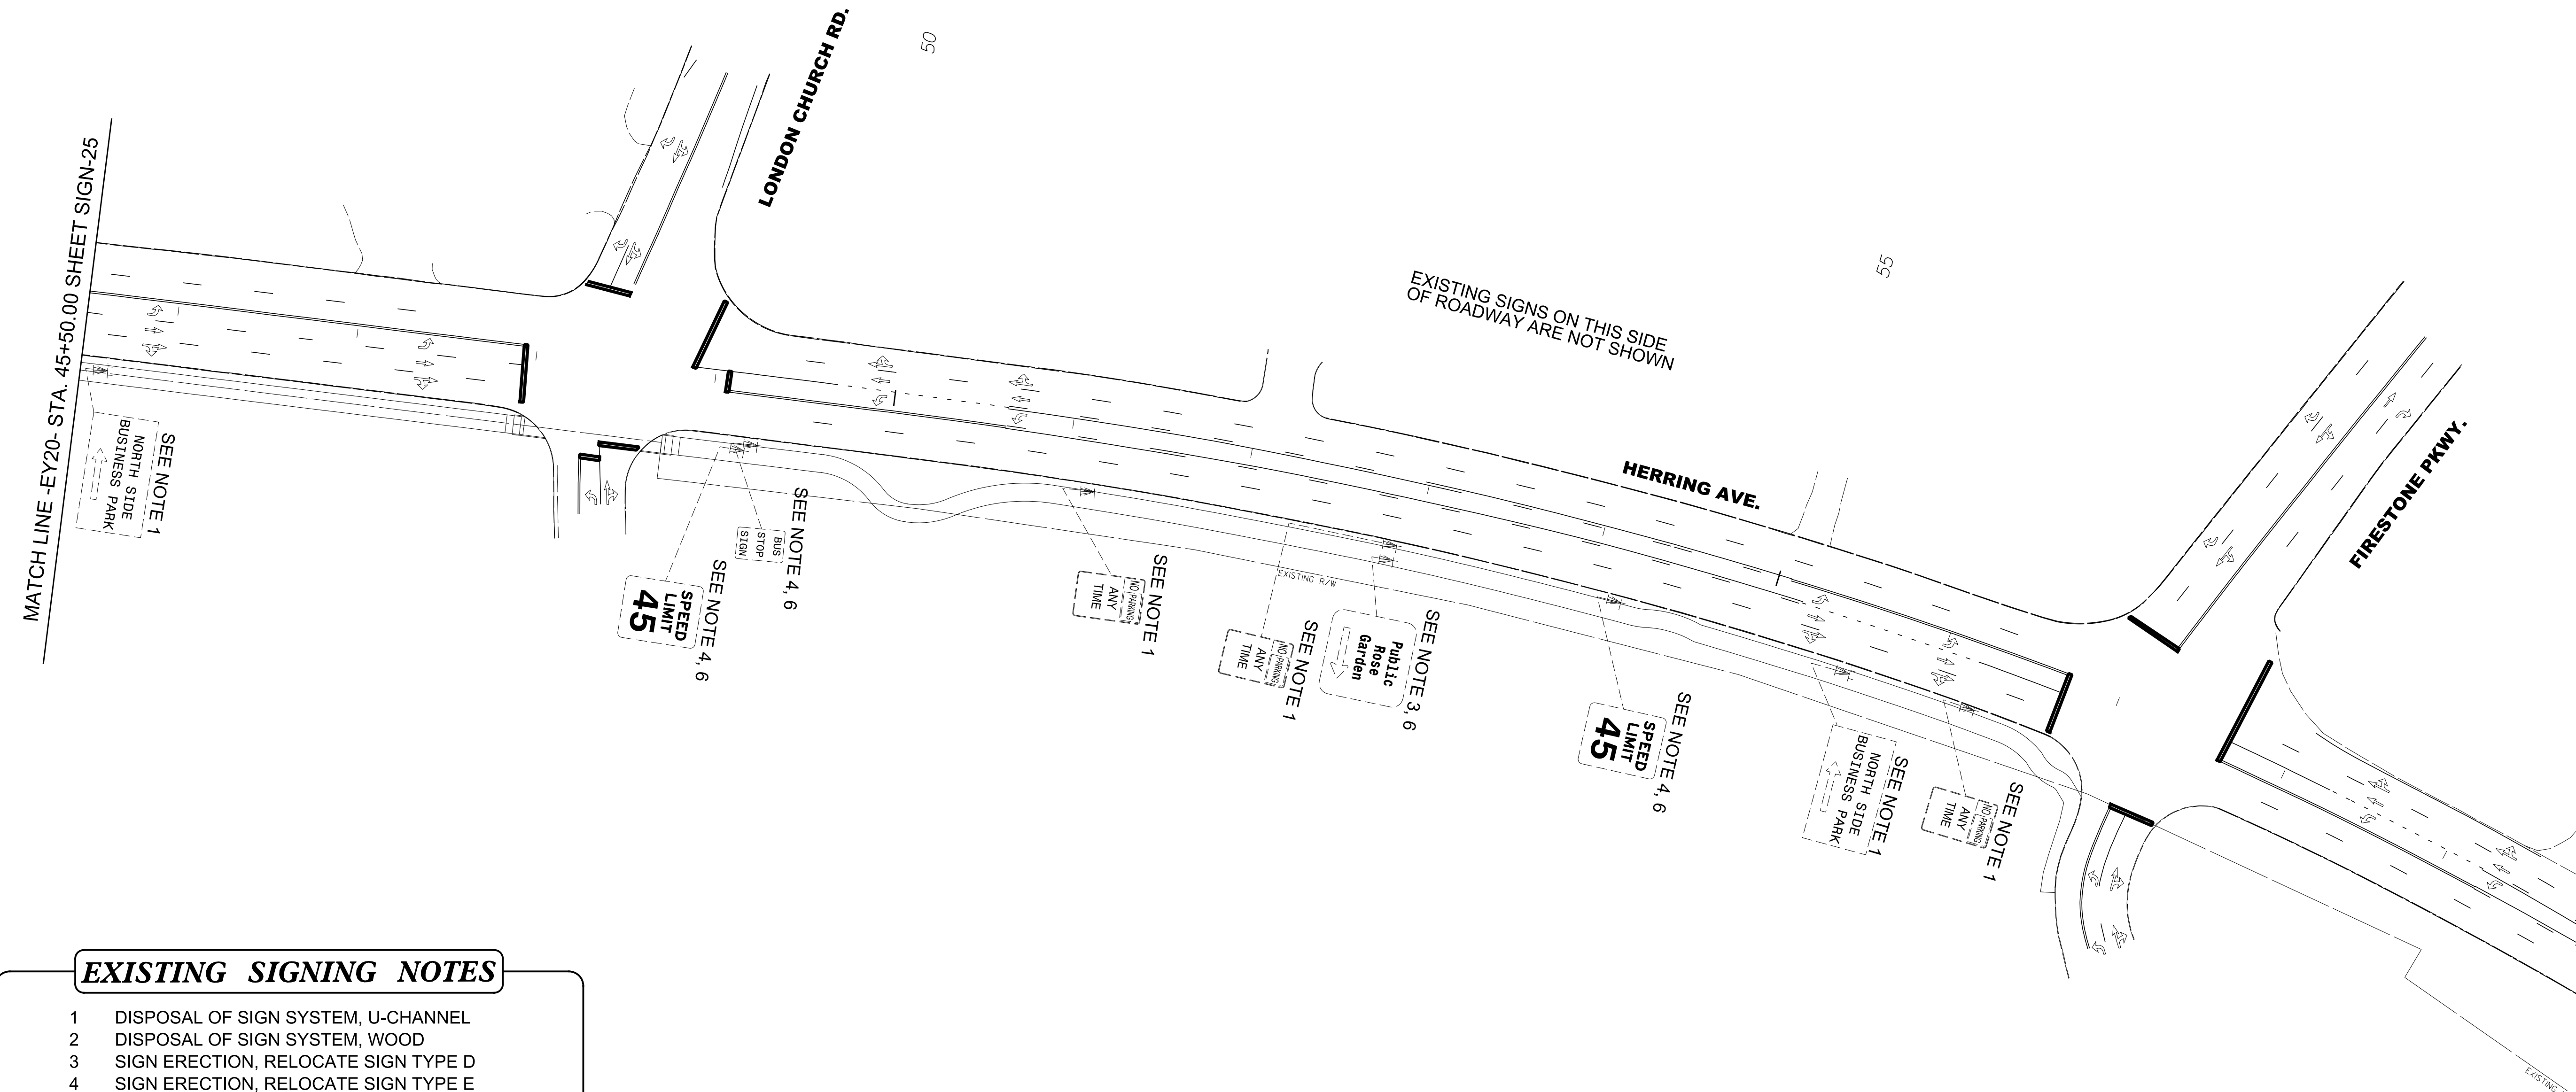 LONDON CHURCH RD.
50
MATCH LINE -EY20- STA. 45+50.00 SHEET SIGN-25
EXISTING SIGNS ON THIS SIDE
OF ROADWAY ARE NOT SHOWN
55
HERRING AVE.
FIRESTONE PKWY.
SEE NOTE 1
NORTH SIDE
BUSINESS PARK
SEE NOTE 4, 6
BUS
STOP
SIGN
SEE NOTE 4, 6
SPEED
LIMIT
45
SEE NOTE 1
NO PARKING
ANY
TIME
EXISTING R/W
SEE NOTE 1
NO PARKING
ANY
TIME
SEE NOTE 3, 6
Public
Rose
Garden
SEE NOTE 4, 6
SPEED
LIMIT
45
SEE NOTE 1
NORTH SIDE
BUSINESS PARK
SEE NOTE 1
NO PARKING
ANY
TIME
EXISTING
EXISTING SIGNING NOTES
1 DISPOSAL OF SIGN SYSTEM, U-CHANNEL
2 DISPOSAL OF SIGN SYSTEM, WOOD
3 SIGN ERECTION, RELOCATE SIGN TYPE D
4 SIGN ERECTION, RELOCATE SIGN TYPE E